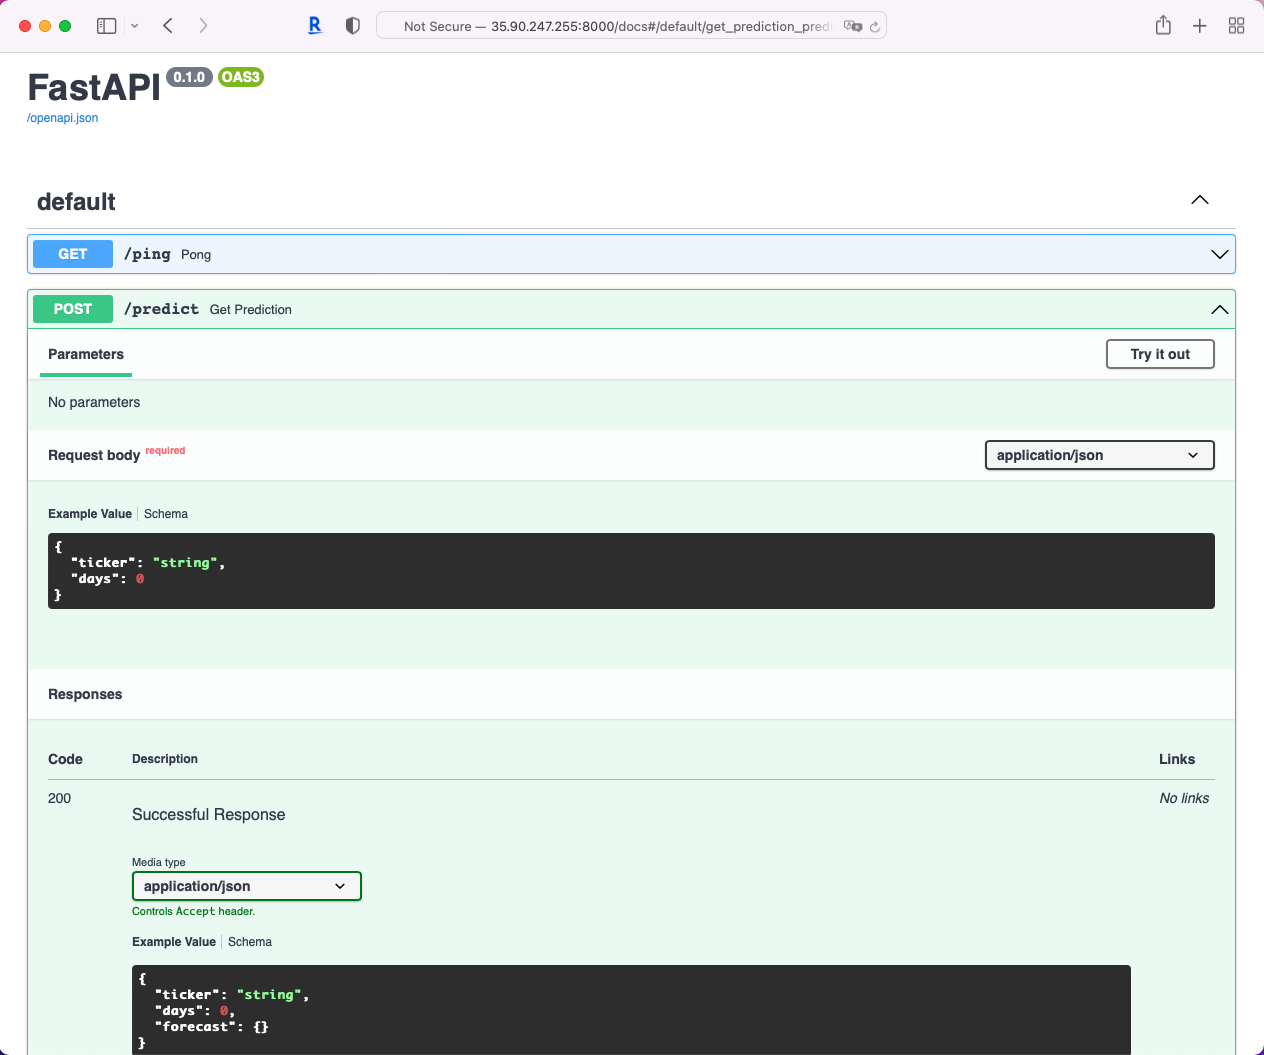 Not Secure — 35.90.247.255:8000/docs#/default/get_prediction_predi
FastAPI 0.1.0 OAS3
/openapi.json
default
GET /ping Pong
POST /predict Get Prediction
Parameters Try it out
No parameters
Request body required application/json
Example Value Schema
{
"ticker": "string",
"days": 0
}
Responses
Code Description Links
200 No links
Successful Response
Media type
application/json
Controls Accept header.
Example Value Schema
{
"ticker": "string",
"days": 0,
"forecast": {}
}